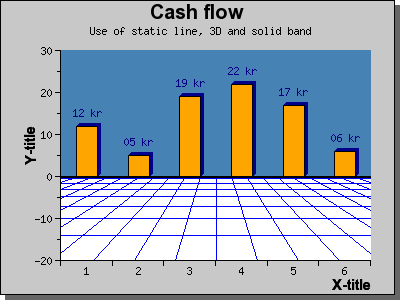 Cash flow
Use of static line, 3D and solid band
30
20
10
0
-10
-20
Y-title
12 kr
05 kr
19 kr
22 kr
17 kr
06 kr
1 2 3 4 5 6
X-title